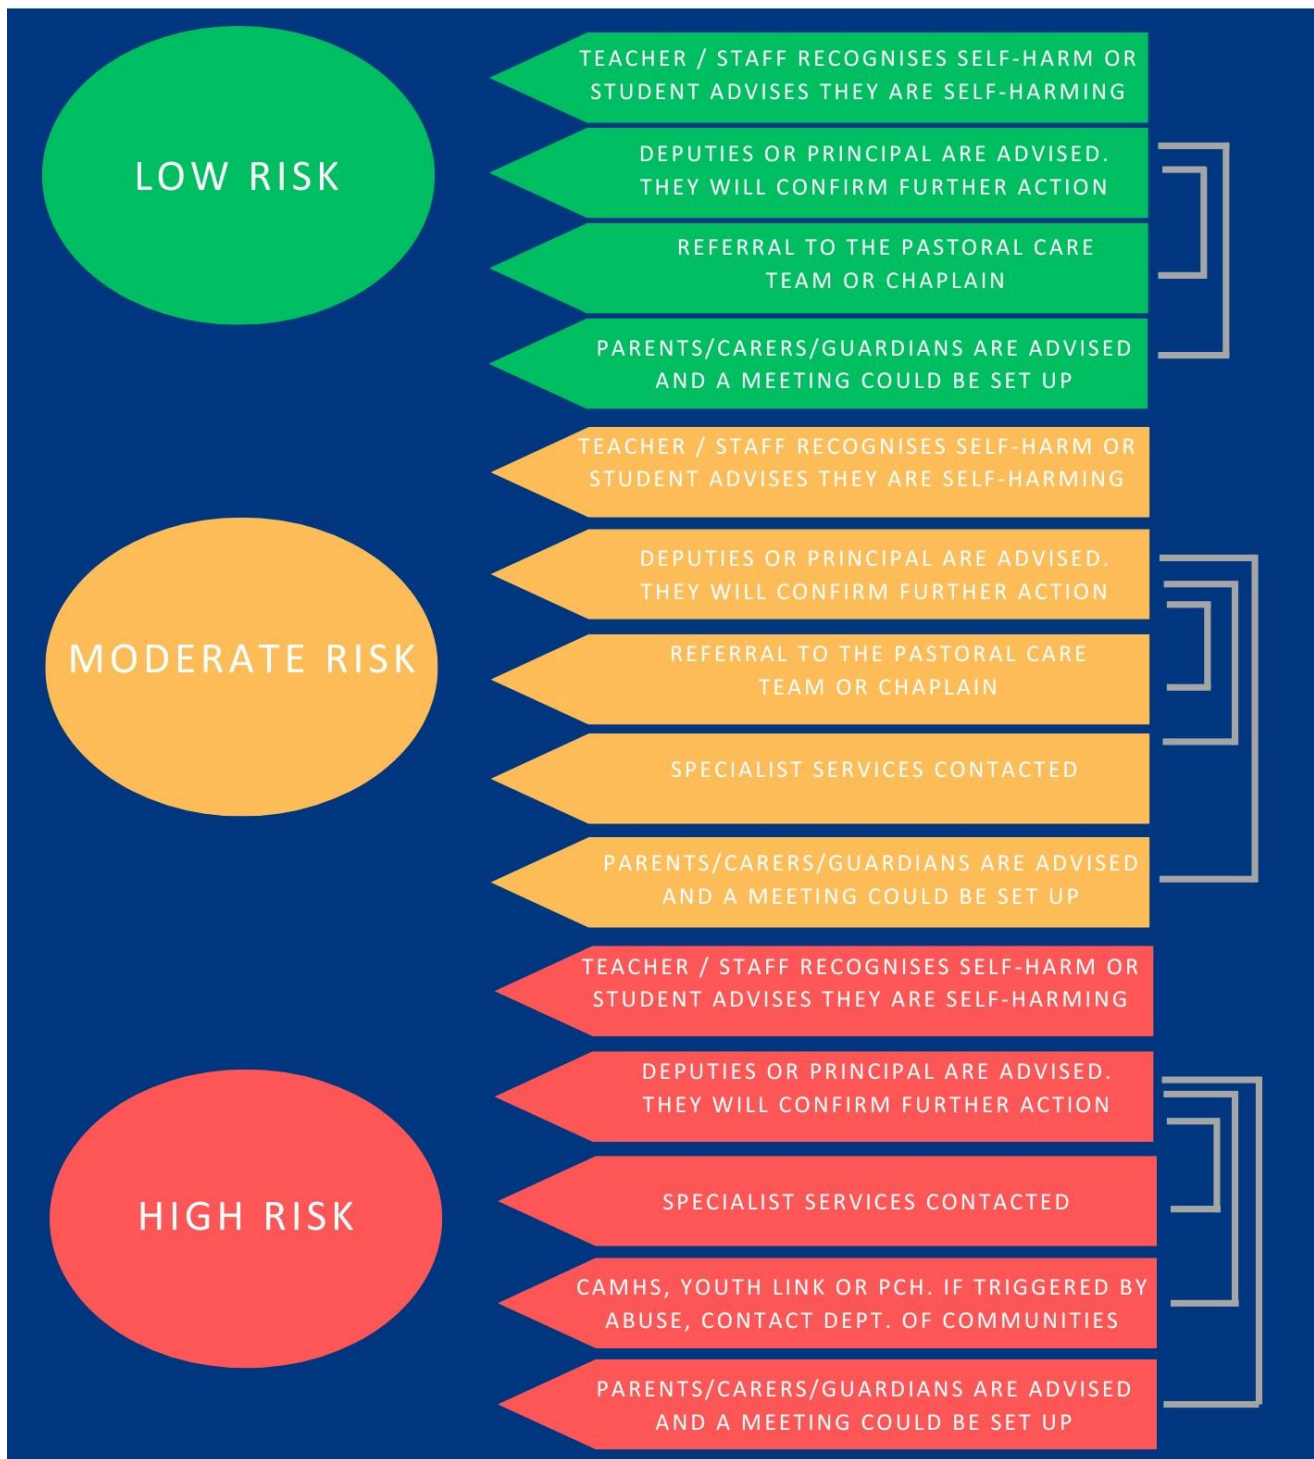 LOW RISK
TEACHER / STAFF RECOGNISES SELF-HARM OR
STUDENT ADVISES THEY ARE SELF-HARMING
DEPUTIES OR PRINCIPAL ARE ADVISED.
THEY WILL CONFIRM FURTHER ACTION
REFERRAL TO THE PASTORAL CARE
TEAM OR CHAPLAIN
PARENTS/CARERS/GUARDIANS ARE ADVISED
AND A MEETING COULD BE SET UP
MODERATE RISK
TEACHER / STAFF RECOGNISES SELF-HARM OR
STUDENT ADVISES THEY ARE SELF-HARMING
DEPUTIES OR PRINCIPAL ARE ADVISED.
THEY WILL CONFIRM FURTHER ACTION
REFERRAL TO THE PASTORAL CARE
TEAM OR CHAPLAIN
SPECIALIST SERVICES CONTACTED
PARENTS/CARERS/GUARDIANS ARE ADVISED
AND A MEETING COULD BE SET UP
HIGH RISK
TEACHER / STAFF RECOGNISES SELF-HARM OR
STUDENT ADVISES THEY ARE SELF-HARMING
DEPUTIES OR PRINCIPAL ARE ADVISED.
THEY WILL CONFIRM FURTHER ACTION
SPECIALIST SERVICES CONTACTED
CAMHS, YOUTH LINK OR PCH. IF TRIGGERED BY
ABUSE, CONTACT DEPT. OF COMMUNITIES
PARENTS/CARERS/GUARDIANS ARE ADVISED
AND A MEETING COULD BE SET UP